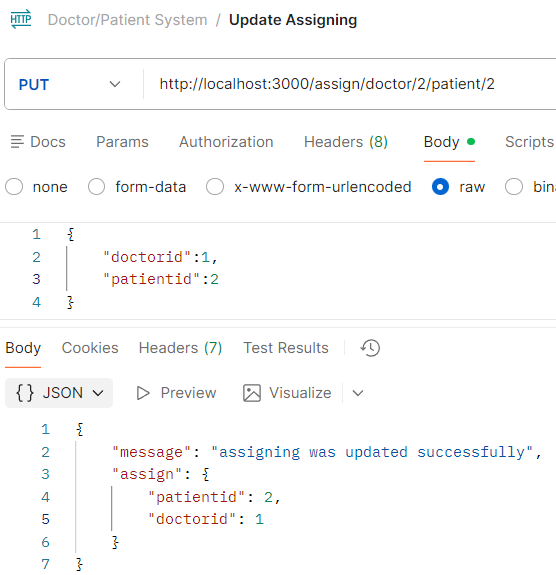 HTTP Doctor/Patient System / Update Assigning
PUT http://localhost:3000/assign/doctor/2/patient/2
Docs Params Authorization Headers (8) Body Scripts
none form-data x-www-form-urlencoded raw bin
1 {
2 "doctorid":1,
3 "patientid":2
4 }
Body Cookies Headers (7) Test Results
{} JSON Preview Visualize
1 {
2 "message": "assigning was updated successfully",
3 "assign": {
4 "patientid": 2,
5 "doctorid": 1
6 }
7 }